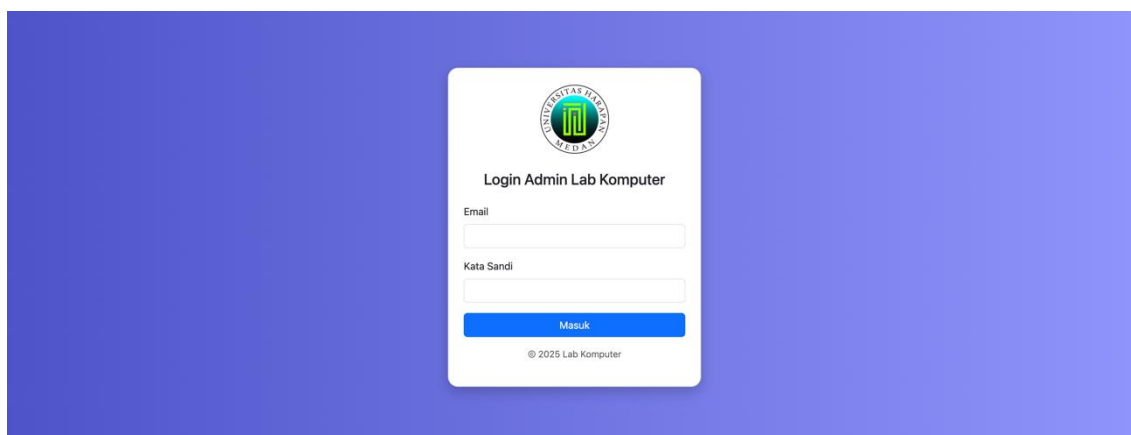 UNIVERSITAS HARAPAN
MEDAN
Login Admin Lab Komputer
Email
Kata Sandi
Masuk
© 2025 Lab Komputer